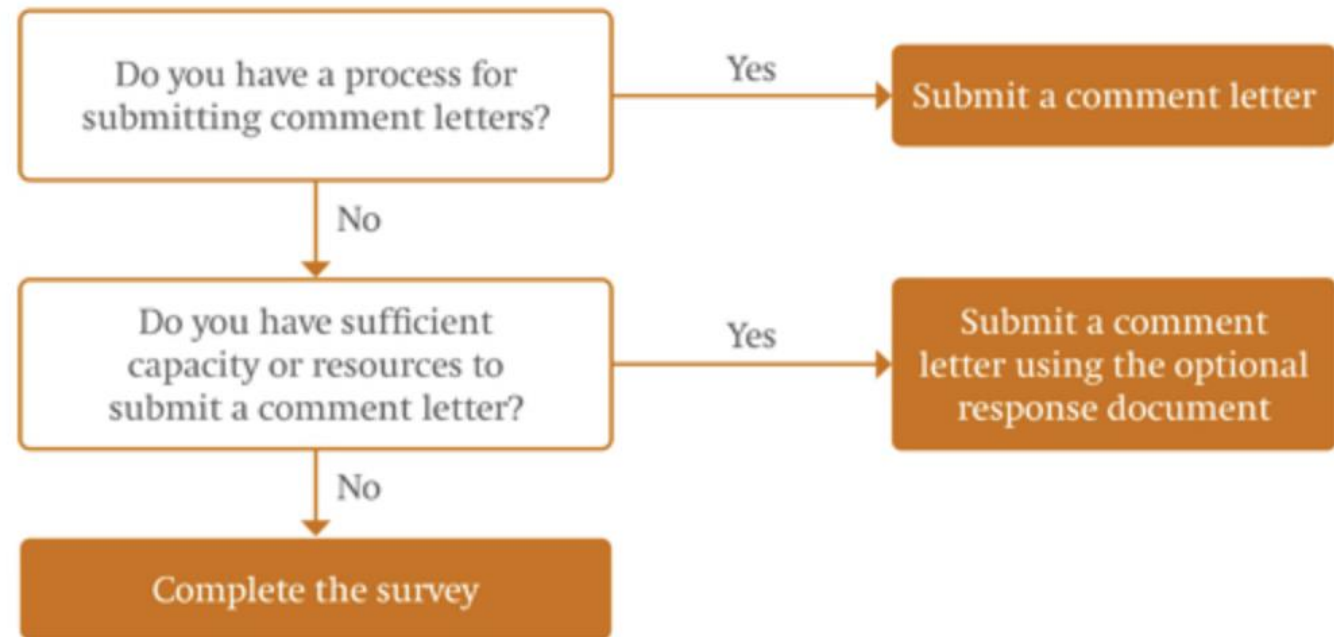 Do you have a process for
submitting comment letters?
Yes
Submit a comment letter
No
Do you have sufficient
capacity or resources to
submit a comment letter?
Yes
Submit a comment
letter using the optional
response document
No
Complete the survey